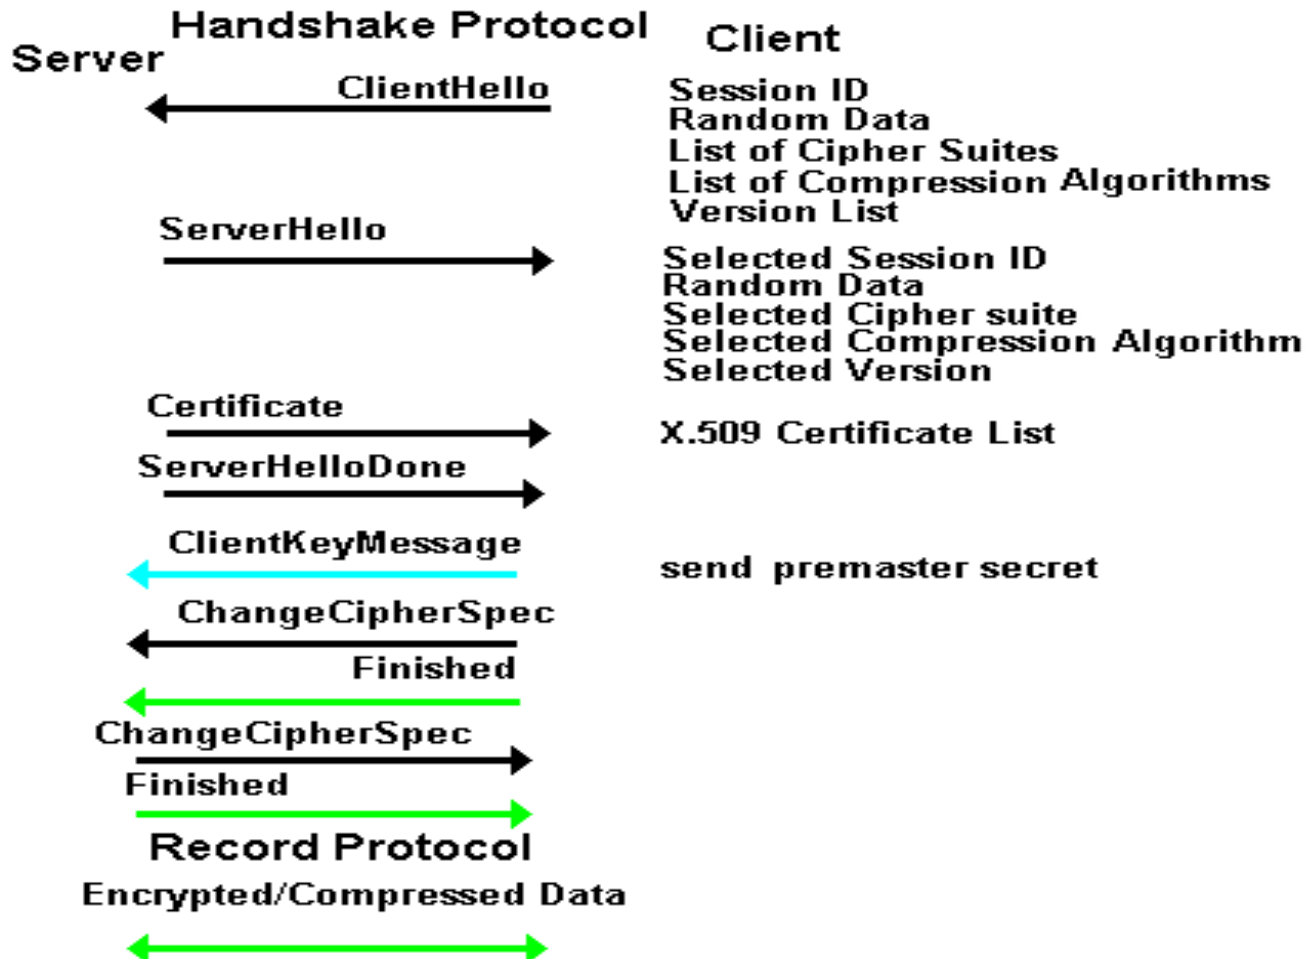 Handshake Protocol
Server
Client
ClientHello
Session ID
Random Data
List of Cipher Suites
List of Compression Algorithms
Version List
ServerHello
Selected Session ID
Random Data
Selected Cipher suite
Selected Compression Algorithm
Selected Version
Certificate
X.509 Certificate List
ServerHelloDone
ClientKeyMessage
send premaster secret
ChangeCipherSpec
Finished
ChangeCipherSpec
Finished
Record Protocol
Encrypted/Compressed Data